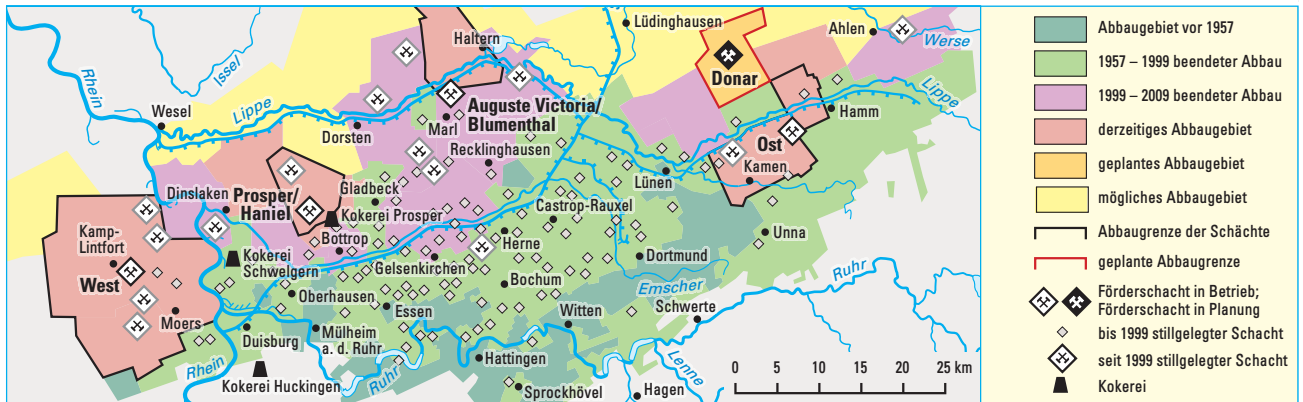 Lüdinghausen
Ahlen
Werse
Haltern
Issel
Rhein
Donar
Lippe
Wesel
Lippe
Auguste Victoria/
Blumenthal
Marl
Hamm
Dorsten
Ost
Recklinghausen
Kamen
Lünen
Dinslaken
Prosper/
Haniel
Gladbeck
Kokerei Prosper
Castrop-Rauxel
Kamp-
Lintfort
Bottrop
Herne
Unna
Kokerei
Schwelgern
Gelsenkirchen
Dortmund
West
Bochum
Emscher
Ruhr
Oberhausen
Moers
Essen
Witten
Schwerte
Duisburg
Mülheim
a. d. Ruhr
Hattingen
Rhein
Ruhr
Lenne
Kokerei Huckingen
Sprockhövel
Hagen
0 5 10 15 20 25 km
Abbaugebiet vor 1957
1957 – 1999 beendeter Abbau
1999 – 2009 beendeter Abbau
derzeitiges Abbaugebiet
geplantes Abbaugebiet
mögliches Abbaugebiet
Abbaugrenze der Schächte
geplante Abbaugrenze
Förderschacht in Betrieb;
Förderschacht in Planung
bis 1999 stillgelegter Schacht
seit 1999 stillgelegter Schacht
Kokerei